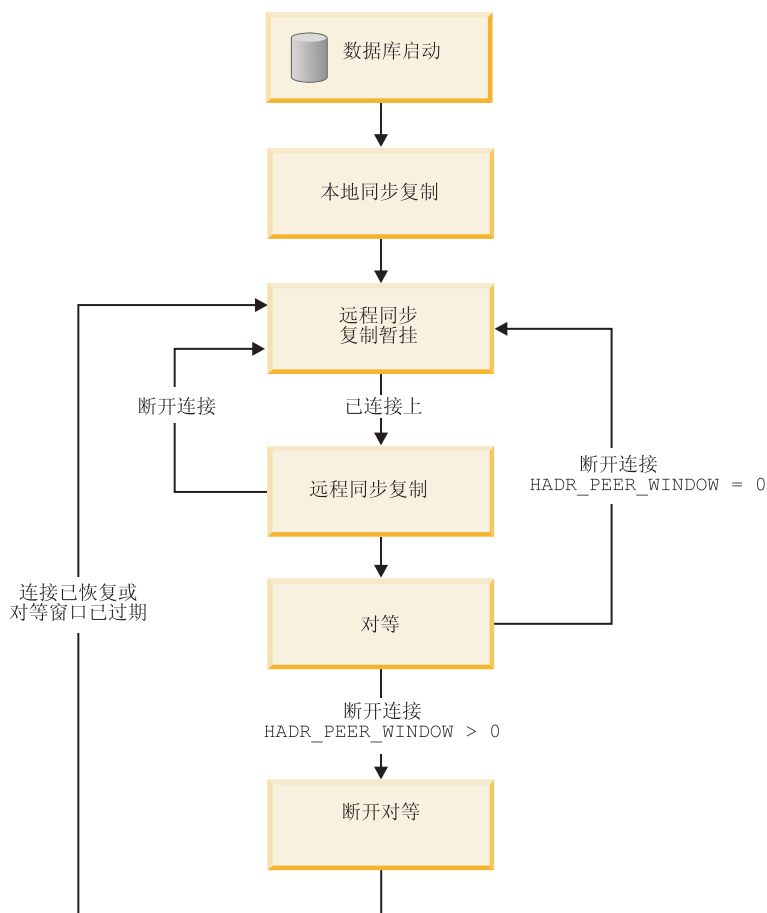 数据库启动
本地同步复制
远程同步
复制暂挂
断开连接
已连接上
断开连接
HADR_PEER_WINDOW = 0
远程同步复制
连接已恢复或
对等窗口已过期
对等
断开连接
HADR_PEER_WINDOW > 0
断开对等